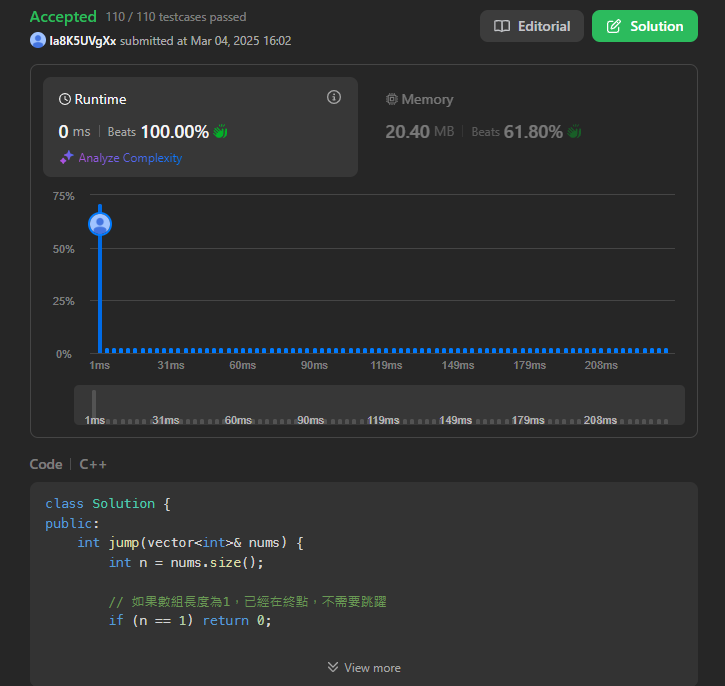 Accepted 110 / 110 testcases passed
la8K5UVgXx submitted at Mar 04, 2025 16:02
Editorial
Solution
Runtime
0 ms | Beats 100.00%
Analyze Complexity
Memory
20.40 MB | Beats 61.80%
75%
50%
25%
0%
1ms 31ms 60ms 90ms 119ms 149ms 179ms 208ms
1ms 31ms 60ms 90ms 119ms 149ms 179ms 208ms
Code | C++
class Solution {
public:
    int jump(vector<int>& nums) {
        int n = nums.size();
        // 如果數組長度為1，已經在終點，不需要跳躍
        if (n == 1) return 0;
View more